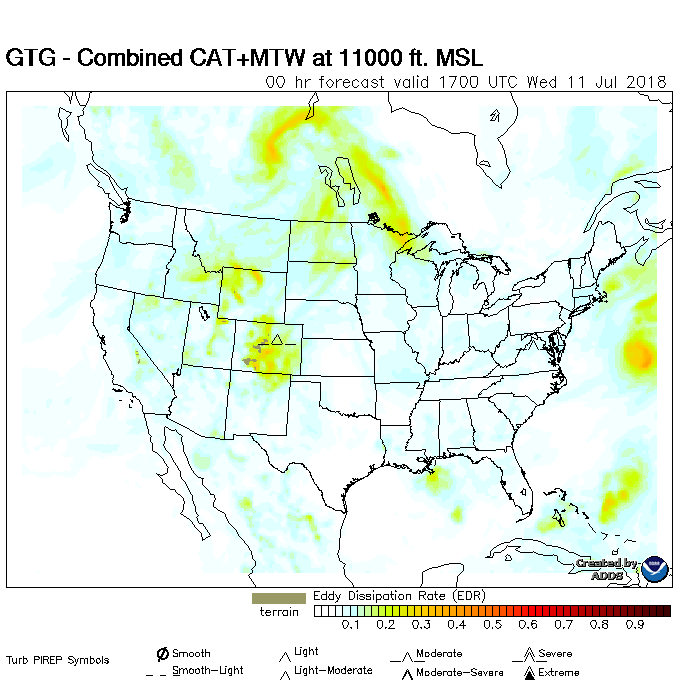 GTG - Combined CAT+MTW at 11000 ft. MSL
00 hr forecast valid 1700 UTC Wed 11 Jul 2018
Created by
ADDS
Eddy Dissipation Rate (EDR)
terrain
0.1 0.2 0.3 0.4 0.5 0.6 0.7 0.8 0.9
Turb PIREP Symbols
Smooth Light Moderate Severe
Smooth-Light Light-Moderate Moderate-Severe Extreme